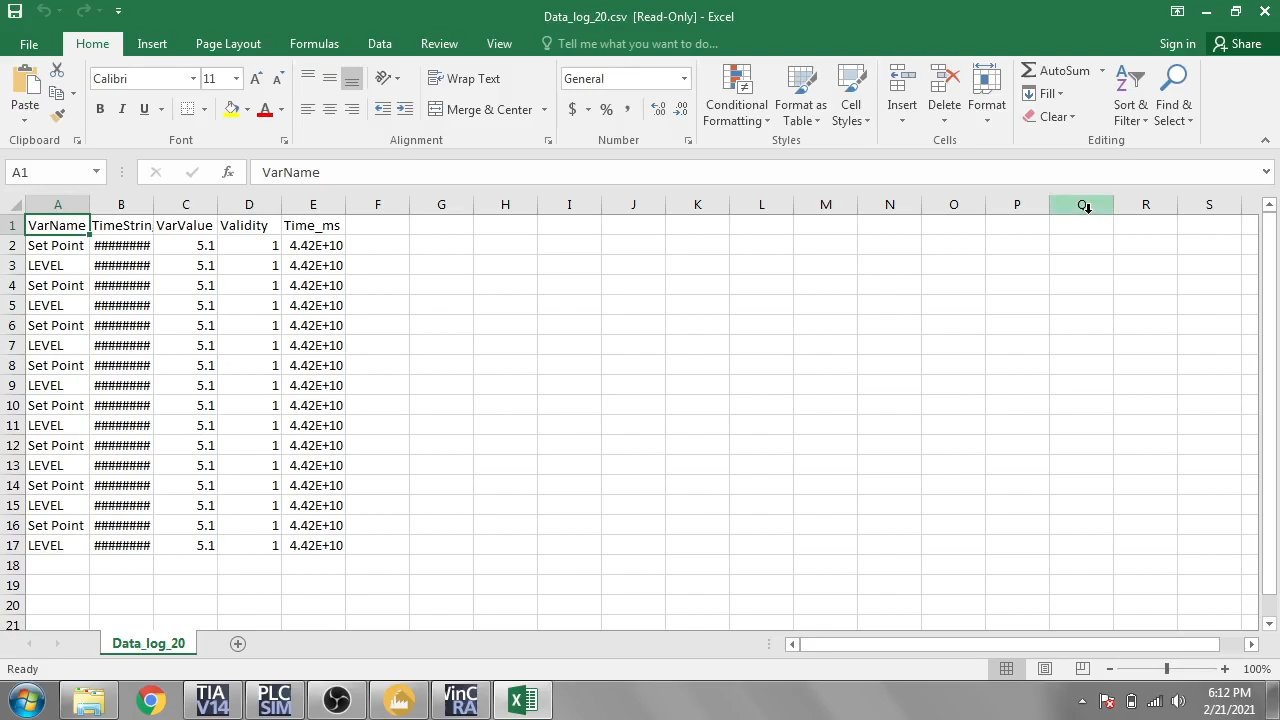 Data_log_20.csv [Read-Only] - Excel
File Home Insert Page Layout Formulas Data Review View Tell me what you want to do... Sign in Share
Paste
Calibri 11
B I U A
Wrap Text
Merge & Center
General
$ % ,
Conditional Formatting
Format as Table
Cell Styles
Insert Delete Format
AutoSum
Fill
Clear
Sort & Filter
Find & Select
Clipboard Font Alignment Number Styles Cells Editing
A1 fx VarName
A B C D E F G H I J K L M N O P Q R S
1 VarName TimeStrin VarValue Validity Time_ms
2 Set Point ######## 5.1 1 4.42E+10
3 LEVEL ######## 5.1 1 4.42E+10
4 Set Point ######## 5.1 1 4.42E+10
5 LEVEL ######## 5.1 1 4.42E+10
6 Set Point ######## 5.1 1 4.42E+10
7 LEVEL ######## 5.1 1 4.42E+10
8 Set Point ######## 5.1 1 4.42E+10
9 LEVEL ######## 5.1 1 4.42E+10
10 Set Point ######## 5.1 1 4.42E+10
11 LEVEL ######## 5.1 1 4.42E+10
12 Set Point ######## 5.1 1 4.42E+10
13 LEVEL ######## 5.1 1 4.42E+10
14 Set Point ######## 5.1 1 4.42E+10
15 LEVEL ######## 5.1 1 4.42E+10
16 Set Point ######## 5.1 1 4.42E+10
17 LEVEL ######## 5.1 1 4.42E+10
18
19
20
21
Data_log_20
Ready 100%
TIA V14 PLC SIM WinC RA
6:12 PM
2/21/2021